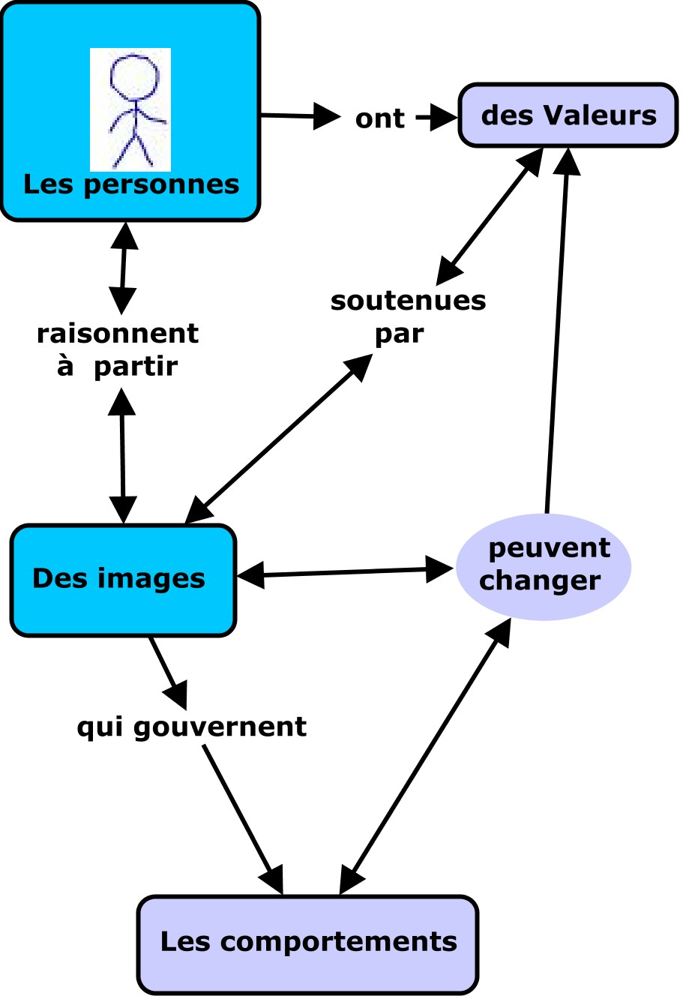 Les personnes
ont
des Valeurs
soutenues
par
raisonnent
à partir
Des images
peuvent
changer
qui gouvernent
Les comportements